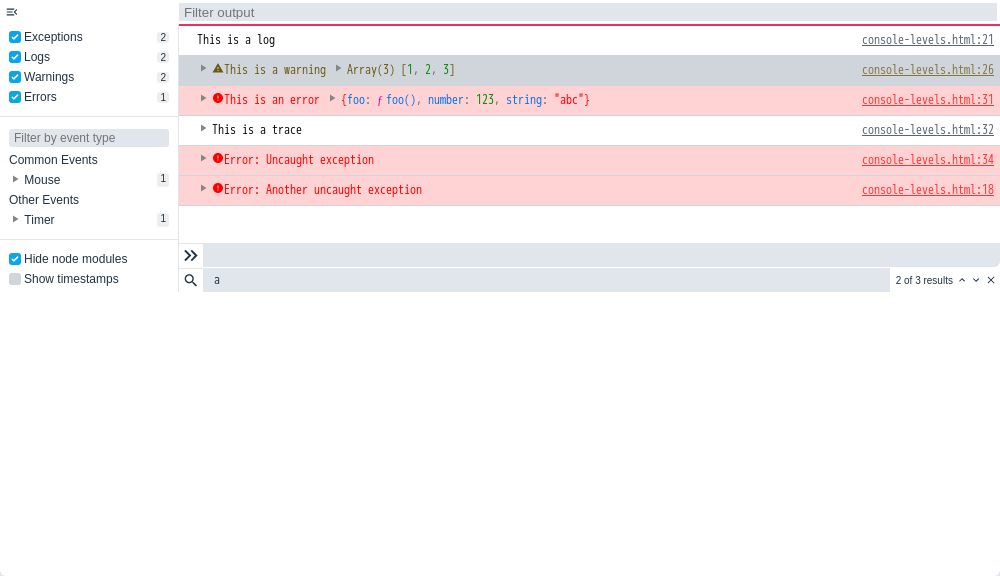 Filter output
Exceptions 2
Logs 2
Warnings 2
Errors 1
Filter by event type
Common Events
Mouse 1
Other Events
Timer 1
Hide node modules
Show timestamps
This is a log console-levels.html:21
This is a warning Array(3) [1, 2, 3] console-levels.html:26
This is an error {foo: ƒ foo(), number: 123, string: "abc"} console-levels.html:31
This is a trace console-levels.html:32
Error: Uncaught exception console-levels.html:34
Error: Another uncaught exception console-levels.html:18
a 2 of 3 results